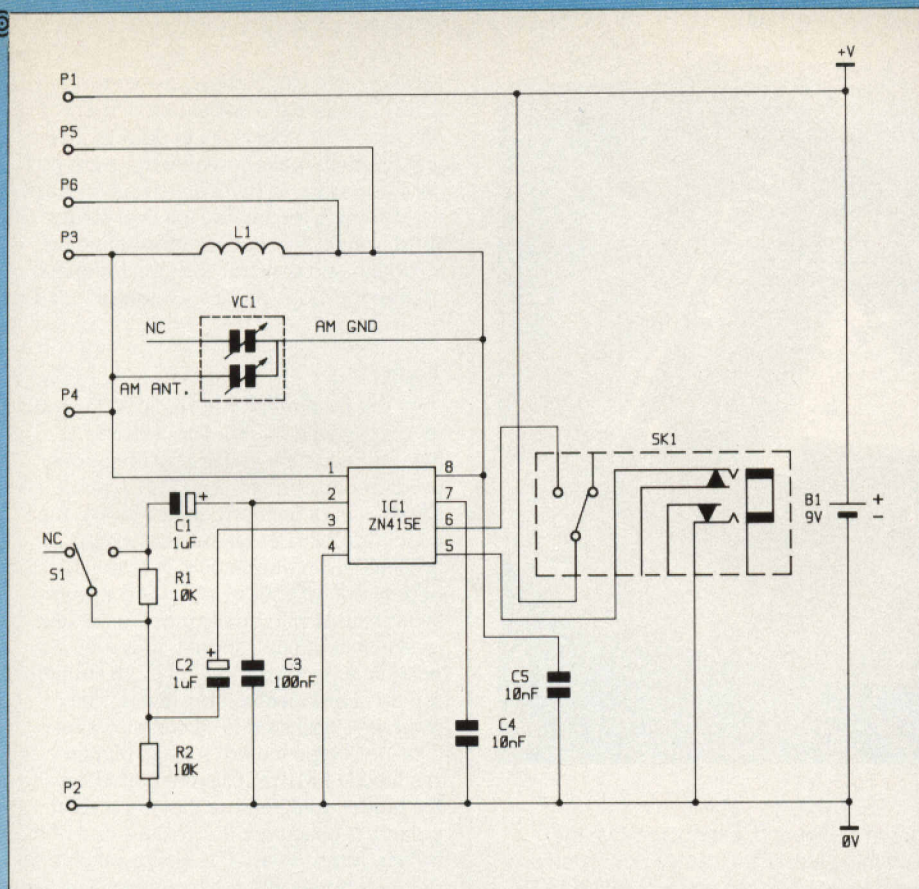 +V
P1
P5
P6
P3
L1
VC1
NC
AM GND
AM ANT.
P4
1
2
3
4
8
7
6
5
IC1
ZN415E
SK1
B1
9V
+
-
NC
S1
+
C1
1uF
R1
10K
+
C2
1uF
C3
100nF
C5
10nF
C4
10nF
R2
10K
P2
0V